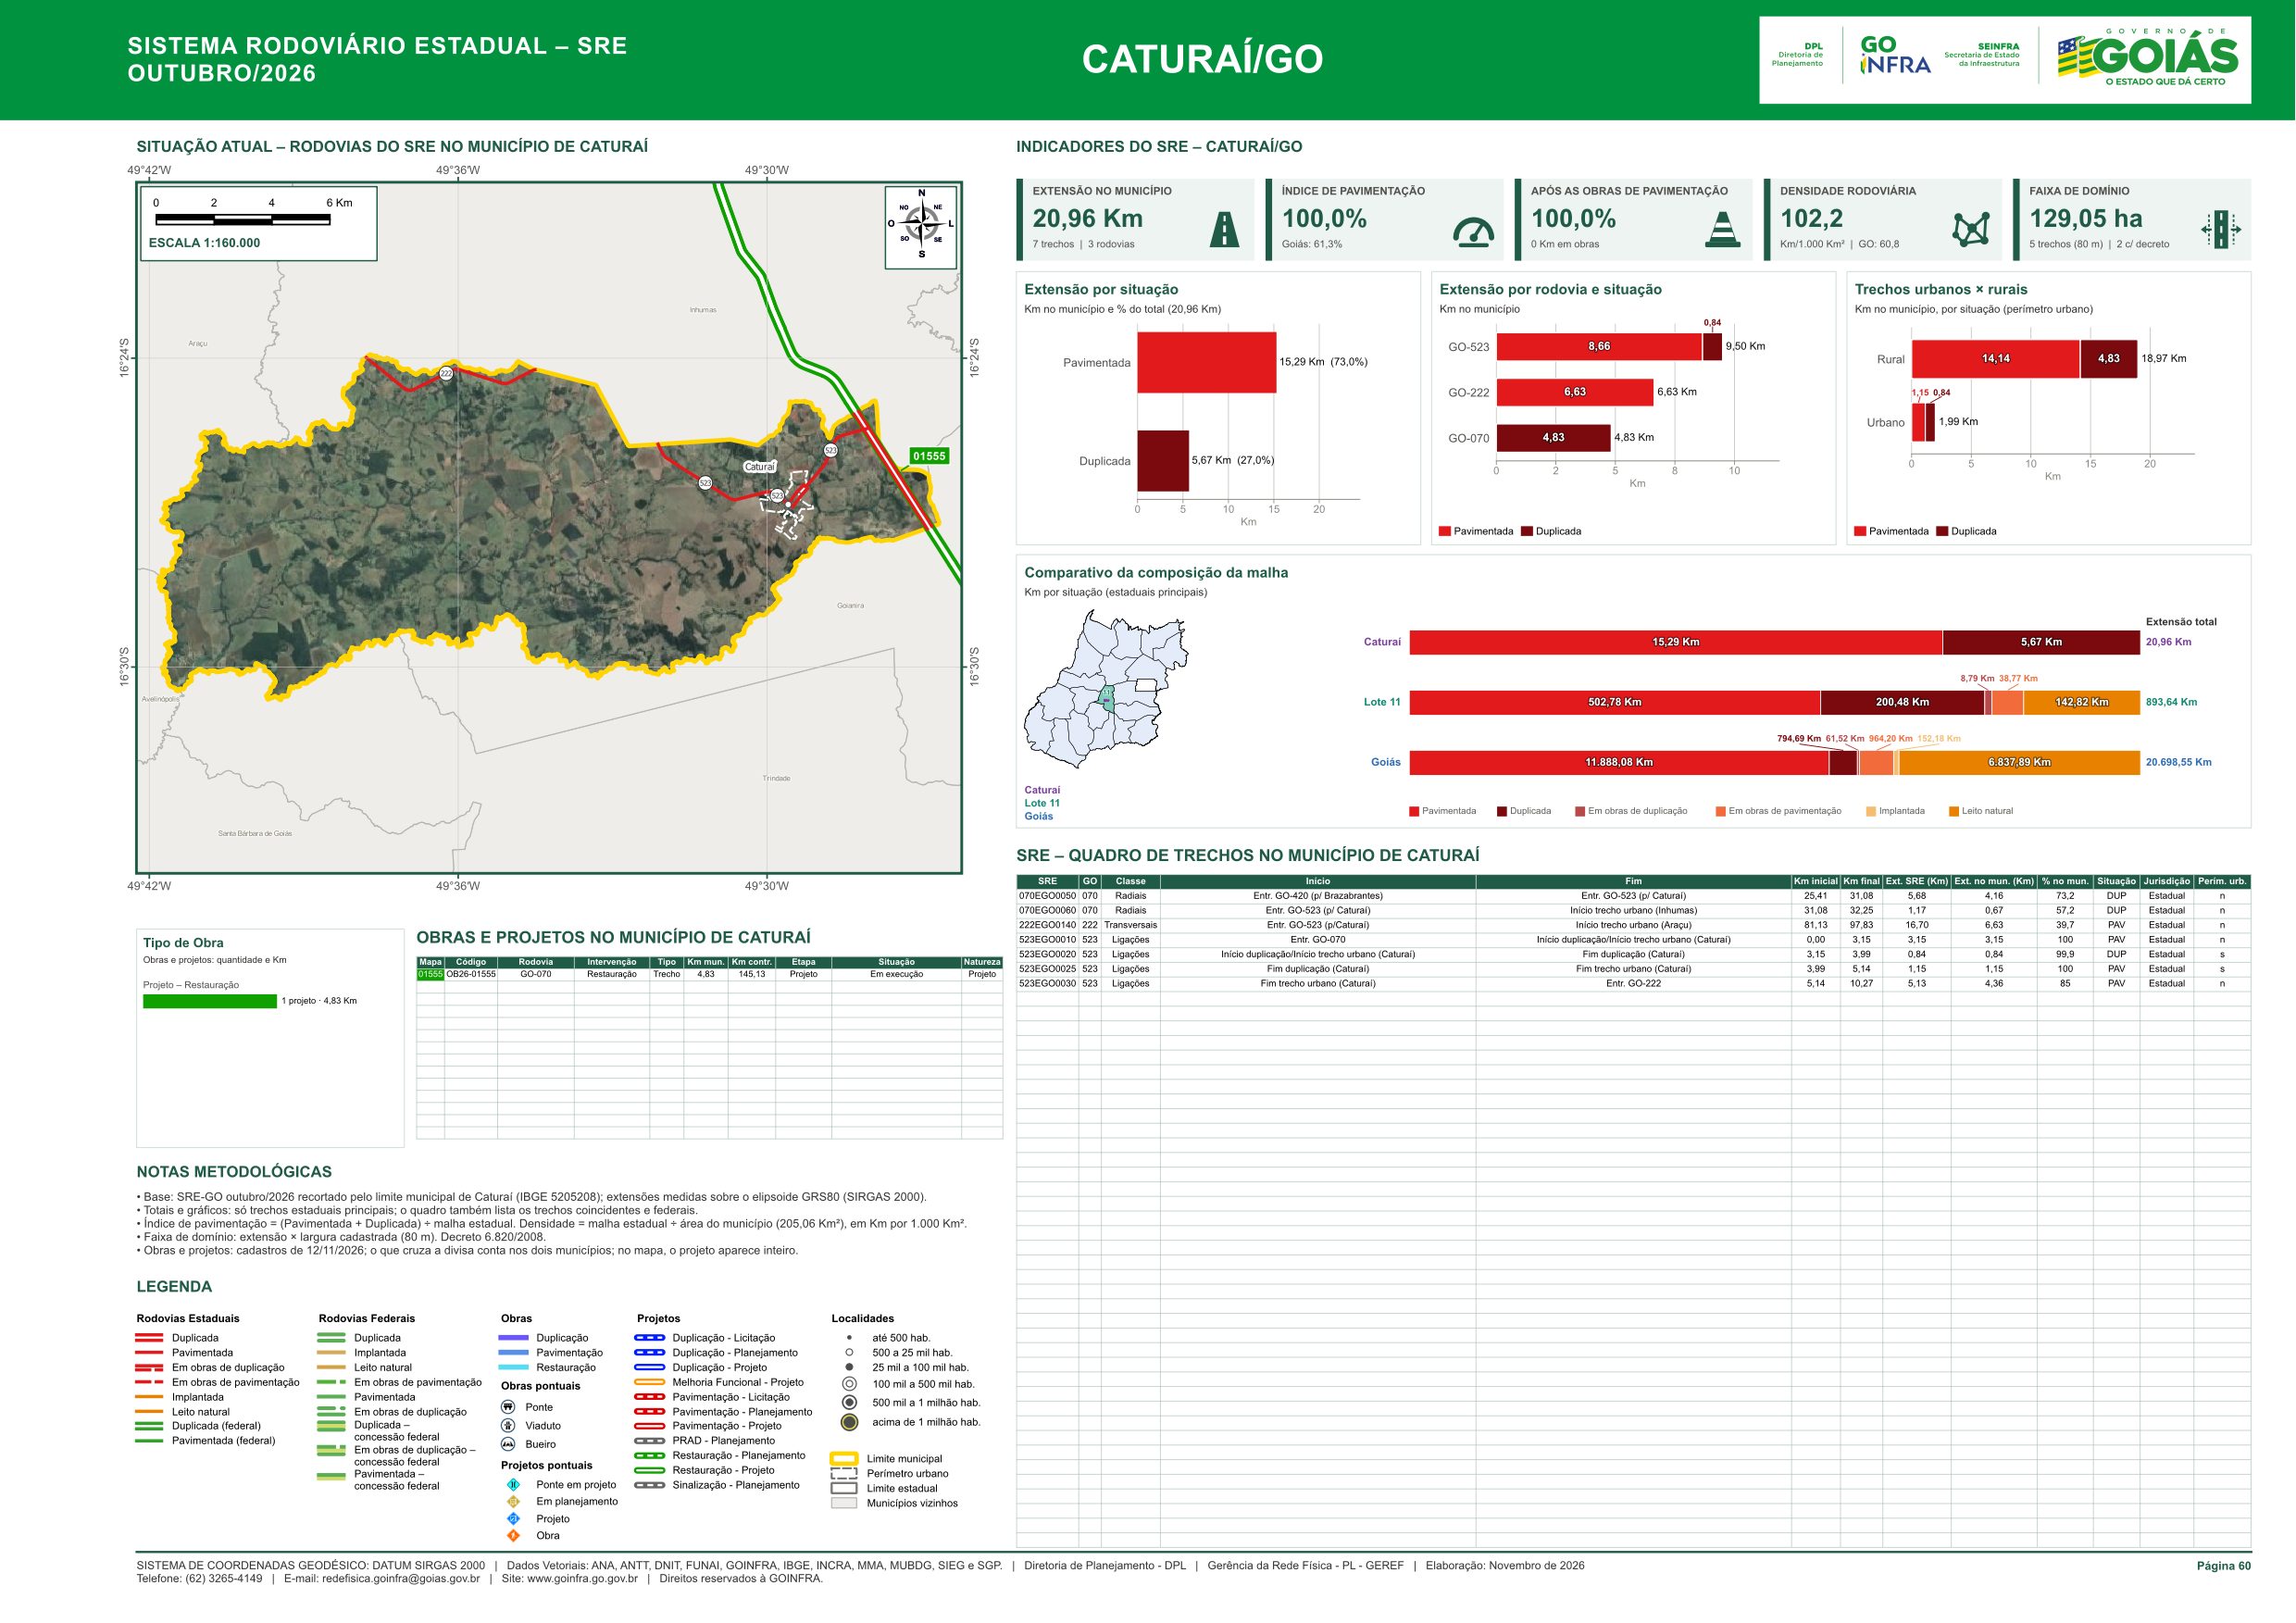 SISTEMA RODOVIÁRIO ESTADUAL – SRE
OUTUBRO/2026
CATURAÍ/GO
DPL
Diretoria de
Planejamento
GO
iNFRA
SEINFRA
Secretaria de Estado
da Infraestrutura
GOVERNO DE
GOIÁS
O ESTADO QUE DÁ CERTO
SITUAÇÃO ATUAL – RODOVIAS DO SRE NO MUNICÍPIO DE CATURAÍ
49°42'W 49°36'W 49°30'W
0 2 4 6 Km
ESCALA 1:160.000
N
NO NE
O L
SO SE
S
16°24'S 16°24'S
Inhumas
Araçu
222
523
01555
Caturaí
523
523
Goianira
16°30'S 16°30'S
Avelinópolis
Trindade
Santa Bárbara de Goiás
49°42'W 49°36'W 49°30'W
INDICADORES DO SRE – CATURAÍ/GO
EXTENSÃO NO MUNICÍPIO
20,96 Km
7 trechos | 3 rodovias
ÍNDICE DE PAVIMENTAÇÃO
100,0%
Goiás: 61,3%
APÓS AS OBRAS DE PAVIMENTAÇÃO
100,0%
0 Km em obras
DENSIDADE RODOVIÁRIA
102,2
Km/1.000 Km² | GO: 60,8
FAIXA DE DOMÍNIO
129,05 ha
5 trechos (80 m) | 2 c/ decreto
Extensão por situação
Km no município e % do total (20,96 Km)
Pavimentada 15,29 Km (73,0%)
Duplicada 5,67 Km (27,0%)
0 5 10 15 20
Km
Extensão por rodovia e situação
Km no município
0,84
GO-523 8,66 9,50 Km
GO-222 6,63 6,63 Km
GO-070 4,83 4,83 Km
0 2 5 8 10
Km
Pavimentada Duplicada
Trechos urbanos × rurais
Km no município, por situação (perímetro urbano)
Rural 14,14 4,83 18,97 Km
1,15 0,84
Urbano 1,99 Km
0 5 10 15 20
Km
Pavimentada Duplicada
Comparativo da composição da malha
Km por situação (estaduais principais)
Extensão total
Caturaí 15,29 Km 5,67 Km 20,96 Km
8,79 Km 38,77 Km
Lote 11 502,78 Km 200,48 Km 142,82 Km 893,64 Km
794,69 Km 61,52 Km 964,20 Km 152,18 Km
Goiás 11.888,08 Km 6.837,89 Km 20.698,55 Km
Caturaí
Lote 11
Goiás
Pavimentada Duplicada Em obras de duplicação Em obras de pavimentação Implantada Leito natural
SRE – QUADRO DE TRECHOS NO MUNICÍPIO DE CATURAÍ
SRE GO Classe Início Fim Km inicial Km final Ext. SRE (Km) Ext. no mun. (Km) % no mun. Situação Jurisdição Perím. urb.
070EGO0050 070 Radiais Entr. GO-420 (p/ Brazabrantes) Entr. GO-523 (p/ Caturaí) 25,41 31,08 5,68 4,16 73,2 DUP Estadual n
070EGO0060 070 Radiais Entr. GO-523 (p/ Caturaí) Início trecho urbano (Inhumas) 31,08 32,25 1,17 0,67 57,2 DUP Estadual n
222EGO0140 222 Transversais Entr. GO-523 (p/Caturaí) Início trecho urbano (Araçu) 81,13 97,83 16,70 6,63 39,7 PAV Estadual n
523EGO0010 523 Ligações Entr. GO-070 Início duplicação/Início trecho urbano (Caturaí) 0,00 3,15 3,15 3,15 100 PAV Estadual n
523EGO0020 523 Ligações Início duplicação/Início trecho urbano (Caturaí) Fim duplicação (Caturaí) 3,15 3,99 0,84 0,84 99,9 DUP Estadual s
523EGO0025 523 Ligações Fim duplicação (Caturaí) Fim trecho urbano (Caturaí) 3,99 5,14 1,15 1,15 100 PAV Estadual s
523EGO0030 523 Ligações Fim trecho urbano (Caturaí) Entr. GO-222 5,14 10,27 5,13 4,36 85 PAV Estadual n
Tipo de Obra
Obras e projetos: quantidade e Km
Projeto – Restauração
1 projeto · 4,83 Km
OBRAS E PROJETOS NO MUNICÍPIO DE CATURAÍ
Mapa Código Rodovia Intervenção Tipo Km mun. Km contr. Etapa Situação Natureza
01555 OB26-01555 GO-070 Restauração Trecho 4,83 145,13 Projeto Em execução Projeto
NOTAS METODOLÓGICAS
• Base: SRE-GO outubro/2026 recortado pelo limite municipal de Caturaí (IBGE 5205208); extensões medidas sobre o elipsoide GRS80 (SIRGAS 2000).
• Totais e gráficos: só trechos estaduais principais; o quadro também lista os trechos coincidentes e federais.
• Índice de pavimentação = (Pavimentada + Duplicada) ÷ malha estadual. Densidade = malha estadual ÷ área do município (205,06 Km²), em Km por 1.000 Km².
• Faixa de domínio: extensão × largura cadastrada (80 m). Decreto 6.820/2008.
• Obras e projetos: cadastros de 12/11/2026; o que cruza a divisa conta nos dois municípios; no mapa, o projeto aparece inteiro.
LEGENDA
Rodovias Estaduais
Duplicada
Pavimentada
Em obras de duplicação
Em obras de pavimentação
Implantada
Leito natural
Duplicada (federal)
Pavimentada (federal)
Rodovias Federais
Duplicada
Implantada
Leito natural
Em obras de pavimentação
Pavimentada
Em obras de duplicação
Duplicada –
concessão federal
Em obras de duplicação –
concessão federal
Pavimentada –
concessão federal
Obras
Duplicação
Pavimentação
Restauração
Obras pontuais
Ponte
Viaduto
Bueiro
Projetos pontuais
Ponte em projeto
Em planejamento
Projeto
Obra
Projetos
Duplicação - Licitação
Duplicação - Planejamento
Duplicação - Projeto
Melhoria Funcional - Projeto
Pavimentação - Licitação
Pavimentação - Planejamento
Pavimentação - Projeto
PRAD - Planejamento
Restauração - Planejamento
Restauração - Projeto
Sinalização - Planejamento
Localidades
até 500 hab.
500 a 25 mil hab.
25 mil a 100 mil hab.
100 mil a 500 mil hab.
500 mil a 1 milhão hab.
acima de 1 milhão hab.
Limite municipal
Perímetro urbano
Limite estadual
Municípios vizinhos
SISTEMA DE COORDENADAS GEODÉSICO: DATUM SIRGAS 2000 | Dados Vetoriais: ANA, ANTT, DNIT, FUNAI, GOINFRA, IBGE, INCRA, MMA, MUBDG, SIEG e SGP. | Diretoria de Planejamento - DPL | Gerência da Rede Física - PL - GEREF | Elaboração: Novembro de 2026
Página 60
Telefone: (62) 3265-4149 | E-mail: redefisica.goinfra@goias.gov.br | Site: www.goinfra.go.gov.br | Direitos reservados à GOINFRA.